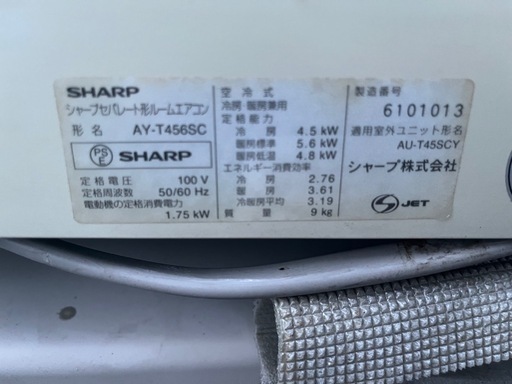 SHARP
シャープセパレート形ルームエアコン
形名 AY-T456SC
PSE SHARP
定格電圧 100 V
定格周波数 50/60 Hz
電動機の定格消費電力
1.75 kW
空冷式
冷房・暖房兼用
定格能力
冷房 4.5 kW
暖房標準 5.6 kW
暖房低温 4.8 kW
エネルギー消費効率
冷房 2.76
暖房 3.61
冷暖房平均 3.19
質量 9 kg
製造番号
6101013
適用室外ユニット形名
AU-T45SCY
シャープ株式会社
JET